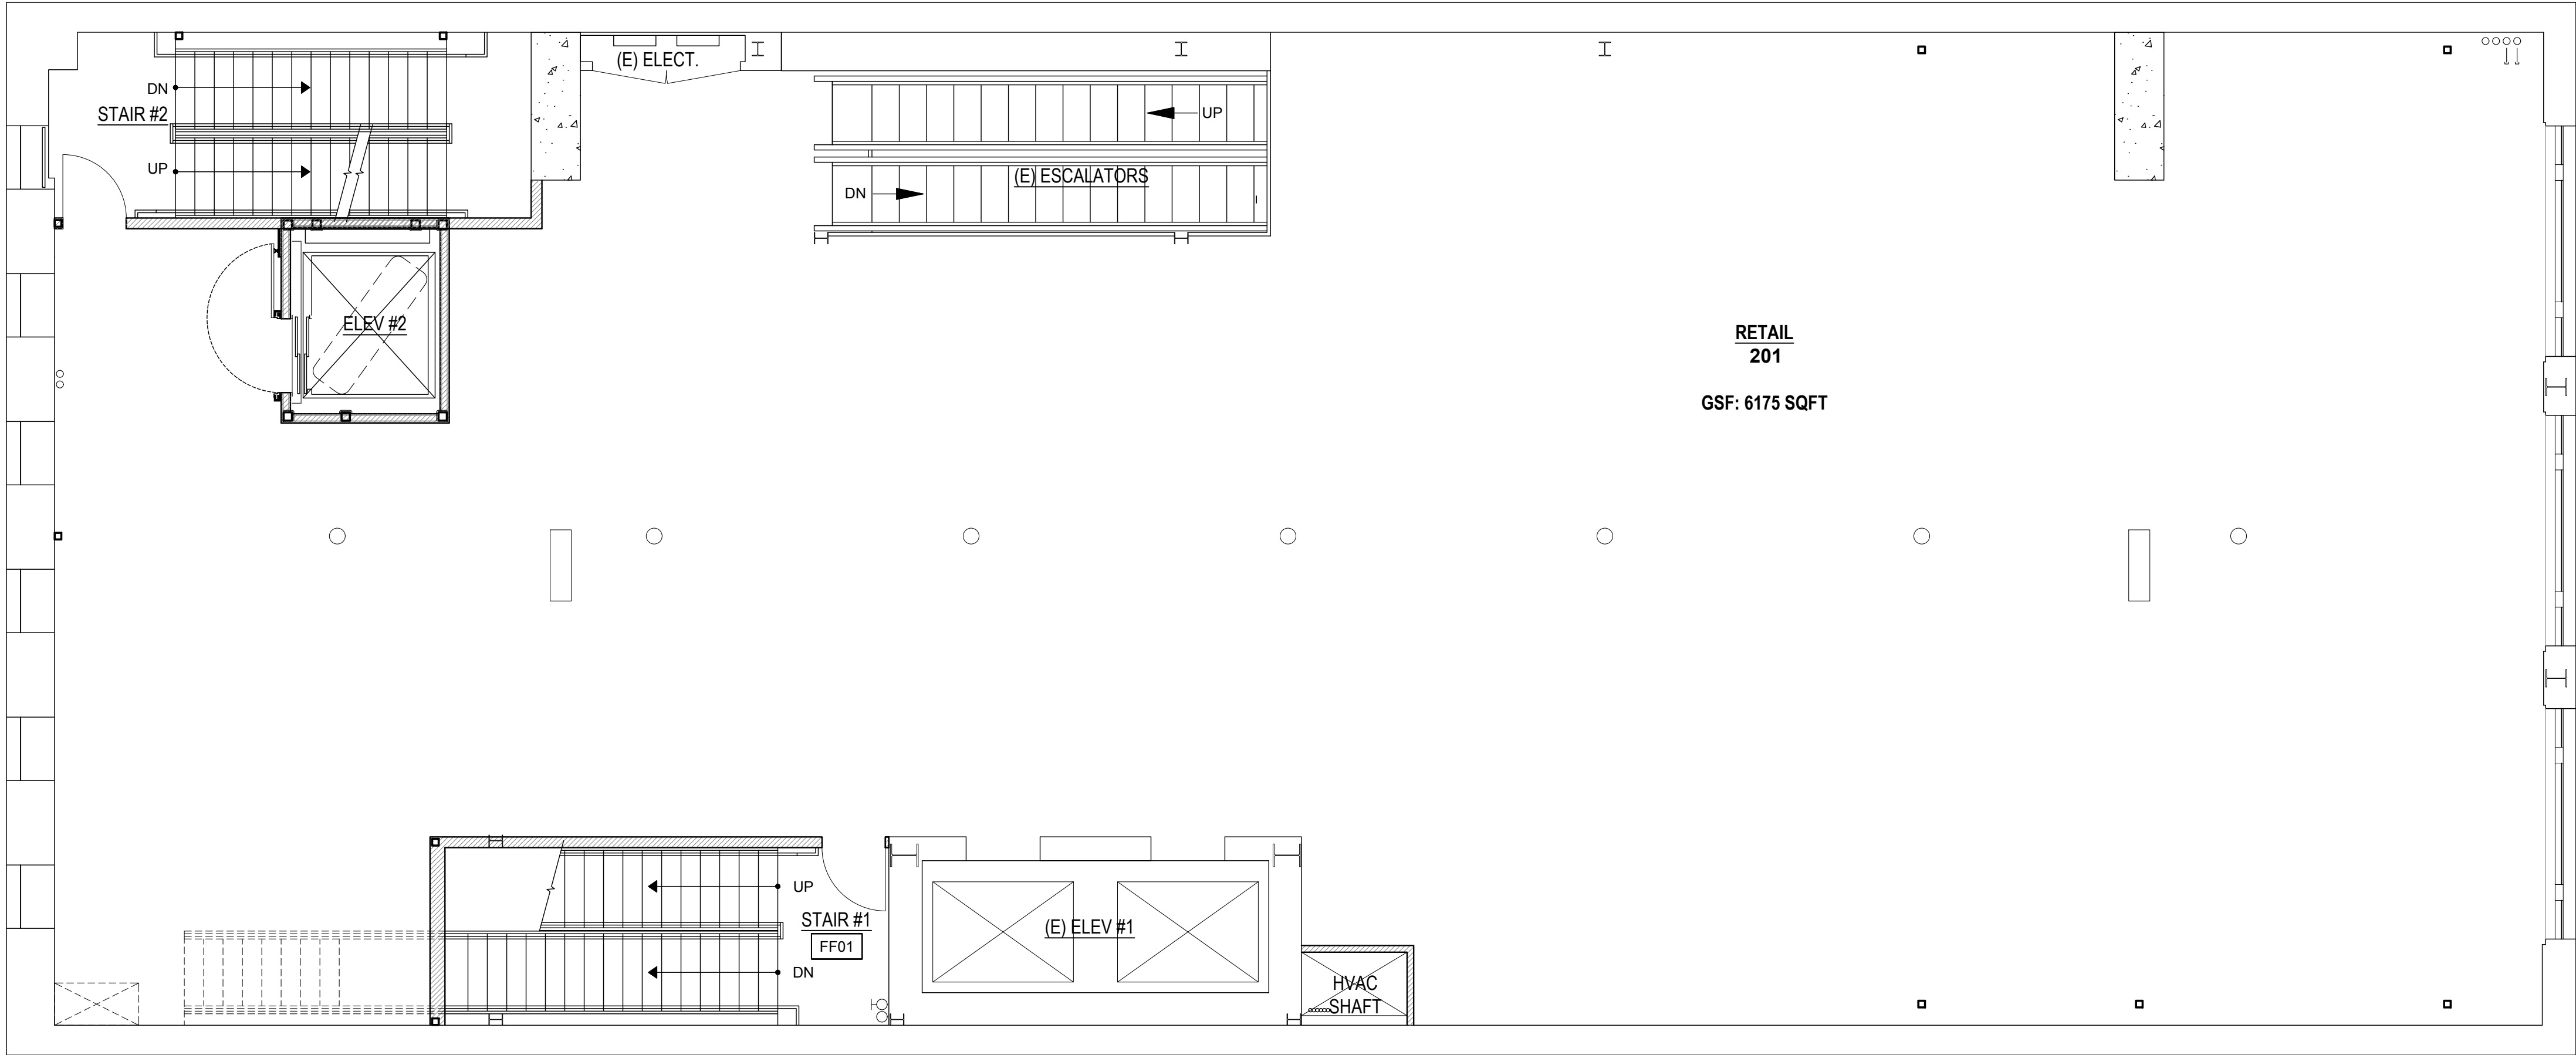 (E) ELECT.
DN
STAIR #2
UP
UP
(E) ESCALATORS
DN
ELEV #2
RETAIL
201
GSF: 6175 SQFT
UP
STAIR #1
FF01
DN
(E) ELEV #1
HVAC
SHAFT